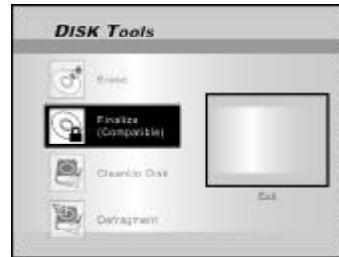 DISK Tools
Erase
Finalize
(Compatible)
CleanUp Disk
Defragment
Exit